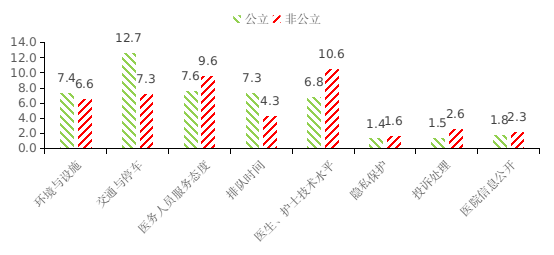 公立 非公立
14.0
12.0
10.0
8.0
6.0
4.0
2.0
0.0
7.4 6.6 12.7 7.3 7.6 9.6 7.3 4.3 6.8 10.6 1.4 1.6 1.5 2.6 1.8 2.3
环境与设施
交通与停车
医务人员服务态度
排队时间
医生、护士技术水平
隐私保护
投诉处理
医院信息公开